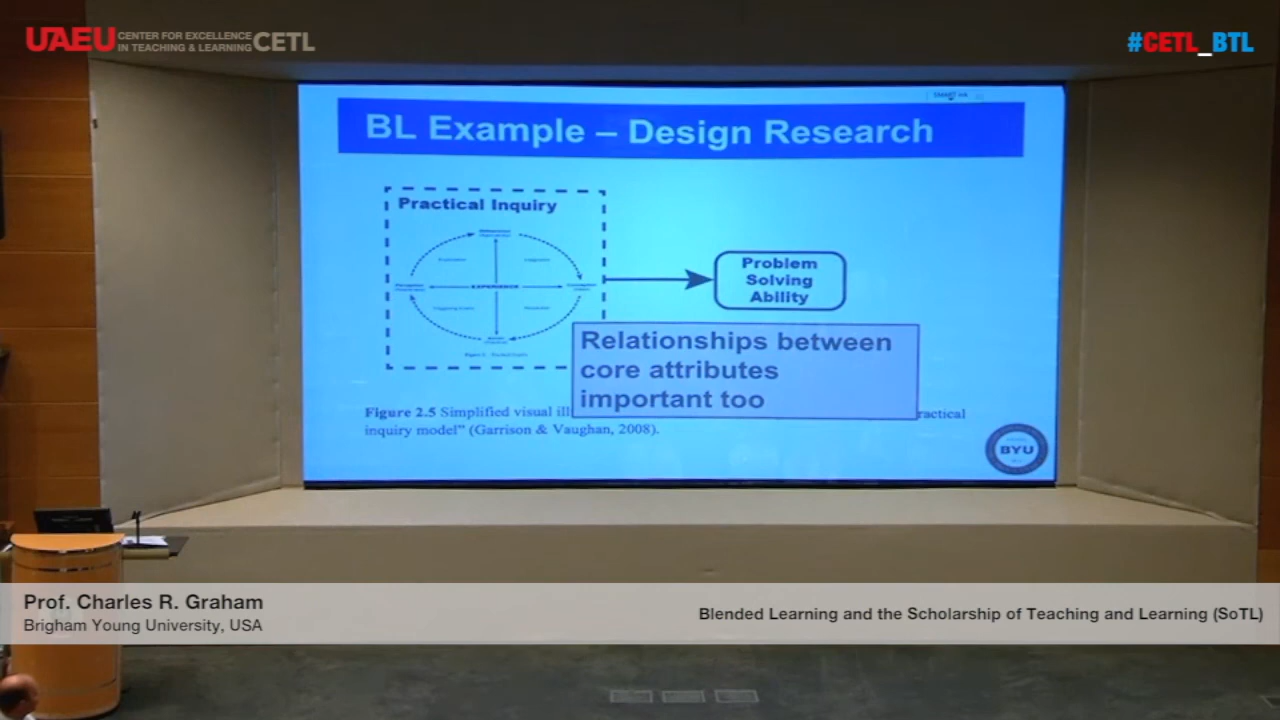 UAEU CENTER FOR EXCELLENCE
IN TEACHING & LEARNING CETL
#CETL_BTL
BL Example – Design Research
Practical Inquiry
EXPERIENCE
Problem
Solving
Ability
Relationships between
core attributes
important too
Figure 2.5 Simplified visual ill
ractical
inquiry model" (Garrison & Vaughan, 2008).
BYU
Prof. Charles R. Graham
Brigham Young University, USA
Blended Learning and the Scholarship of Teaching and Learning (SoTL)